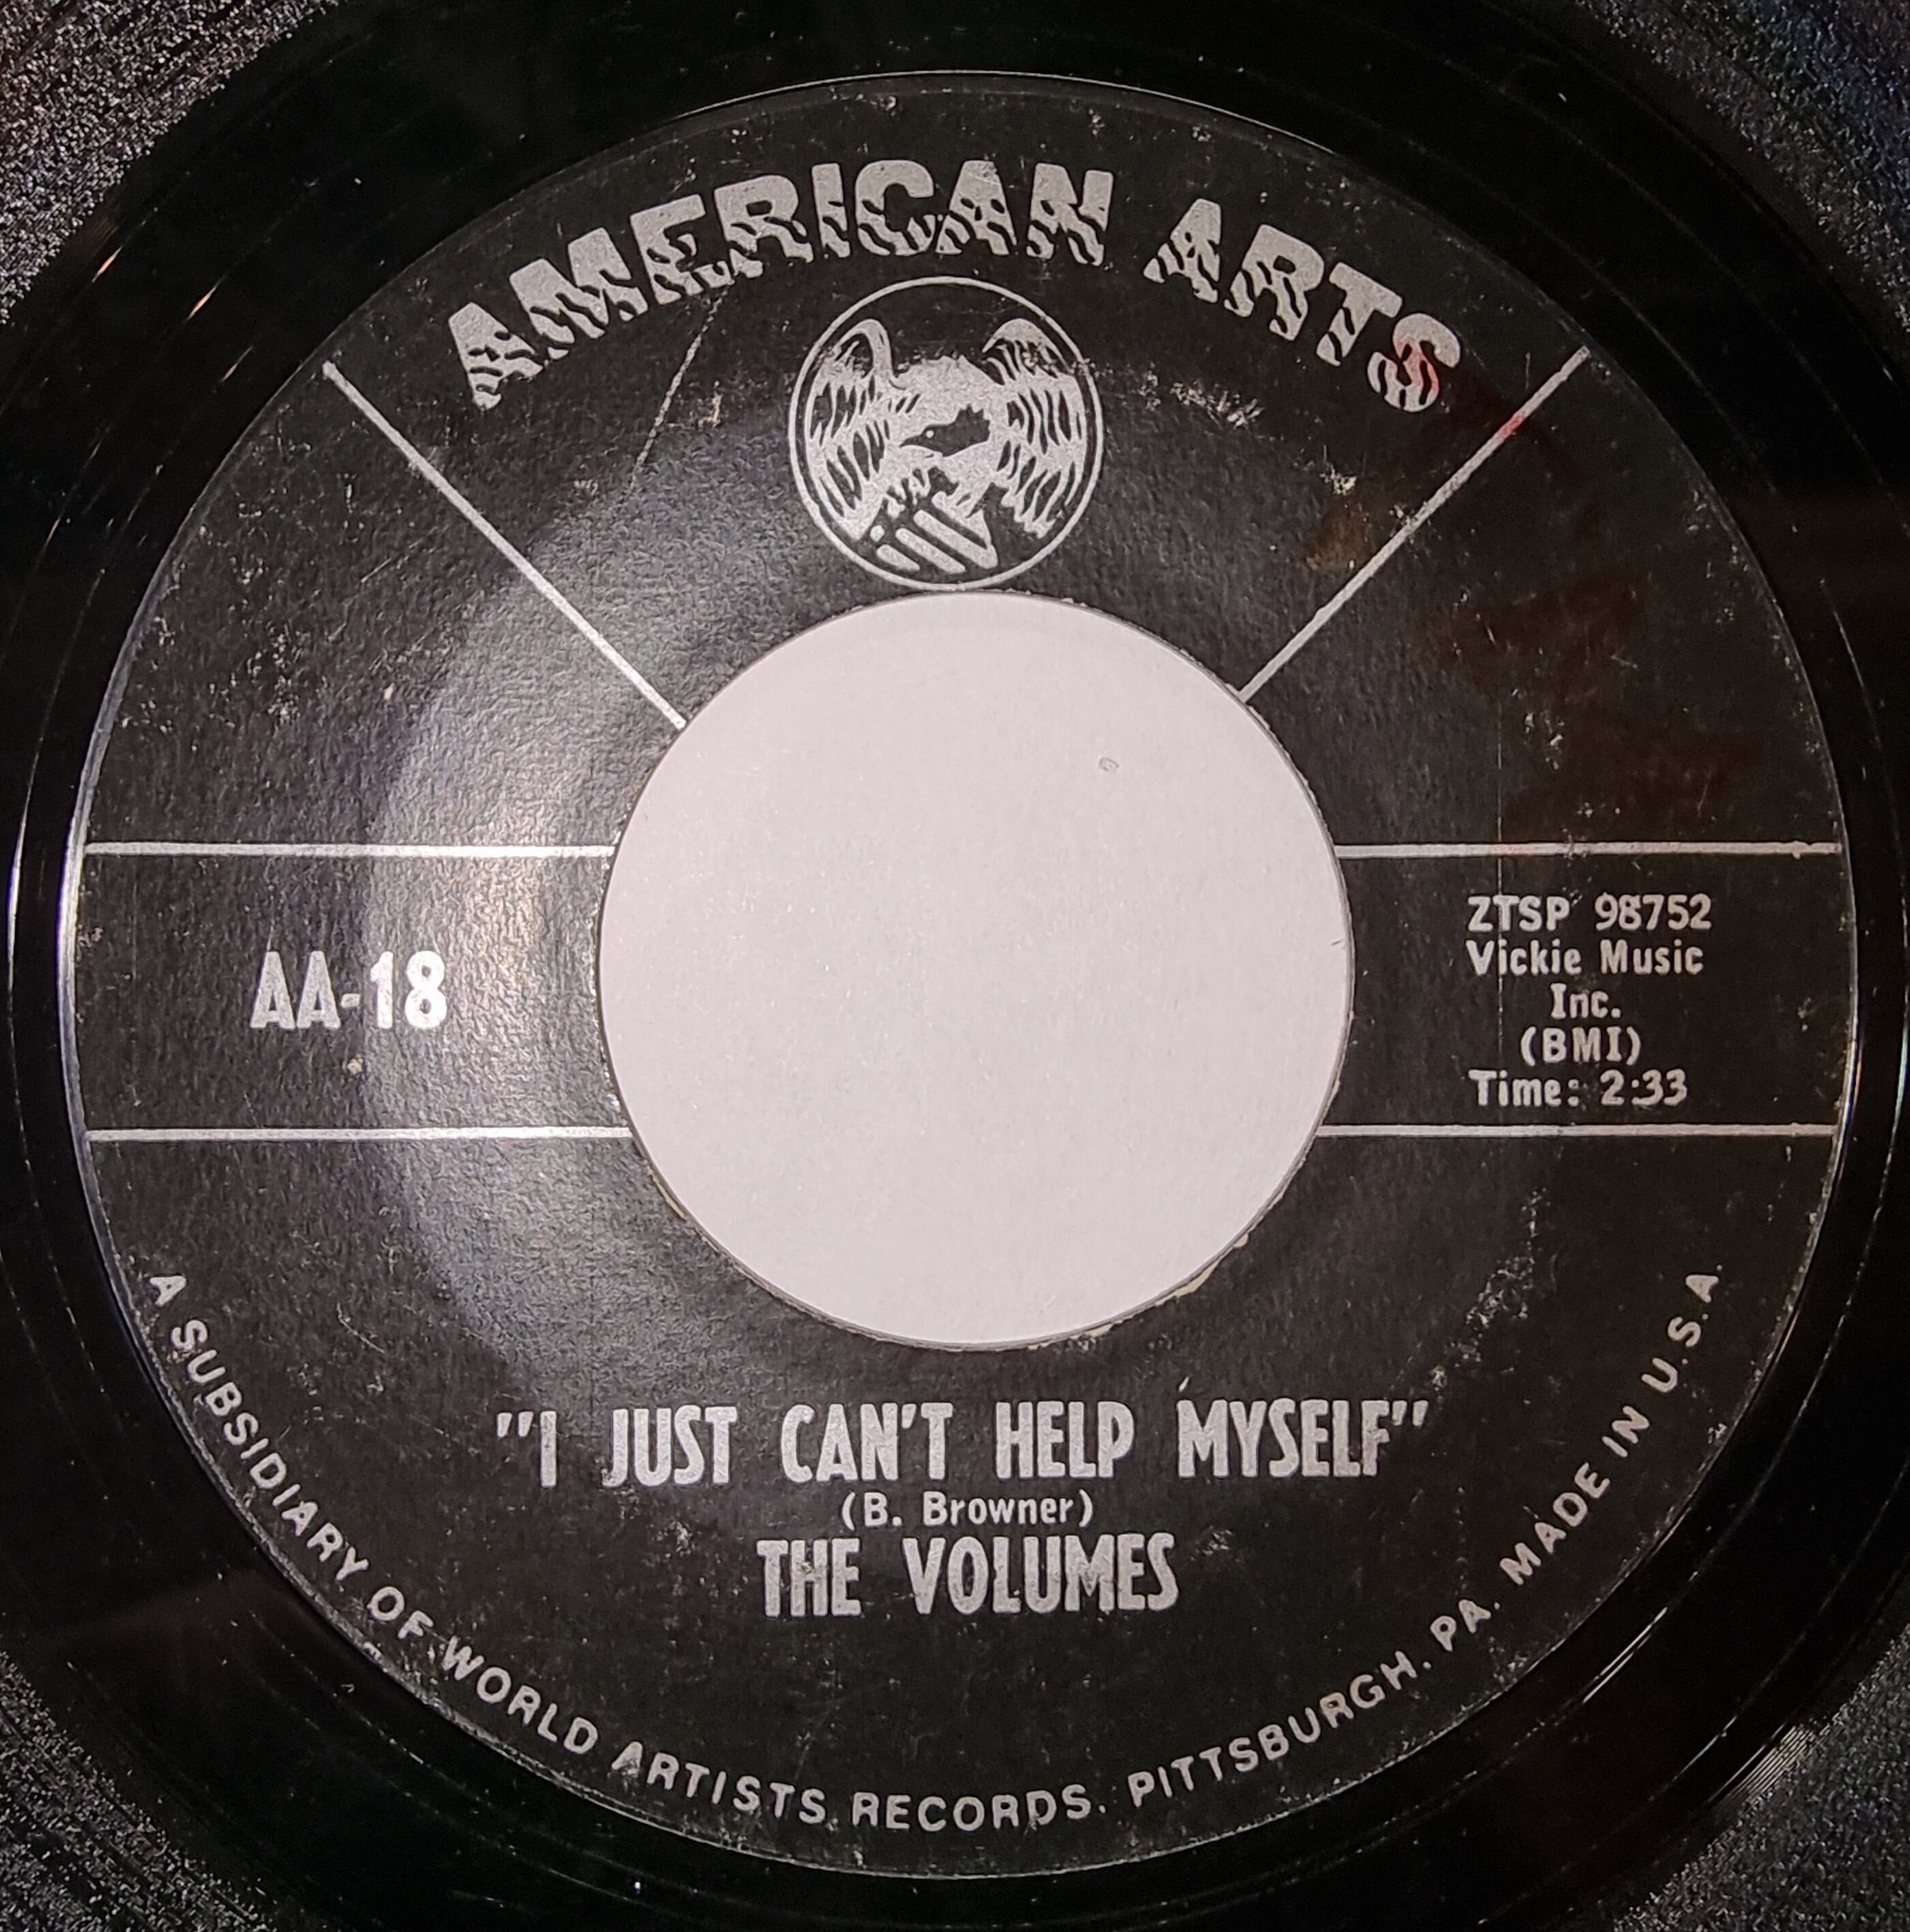 AMERICAN ARTS
AA-18
ZTSP 98752
Vickie Music
Inc.
(BMI)
Time: 2:33
"I JUST CAN'T HELP MYSELF"
(B. Browner)
THE VOLUMES
A SUBSIDIARY OF WORLD ARTISTS RECORDS. PITTSBURGH. PA. MADE IN U.S.A.